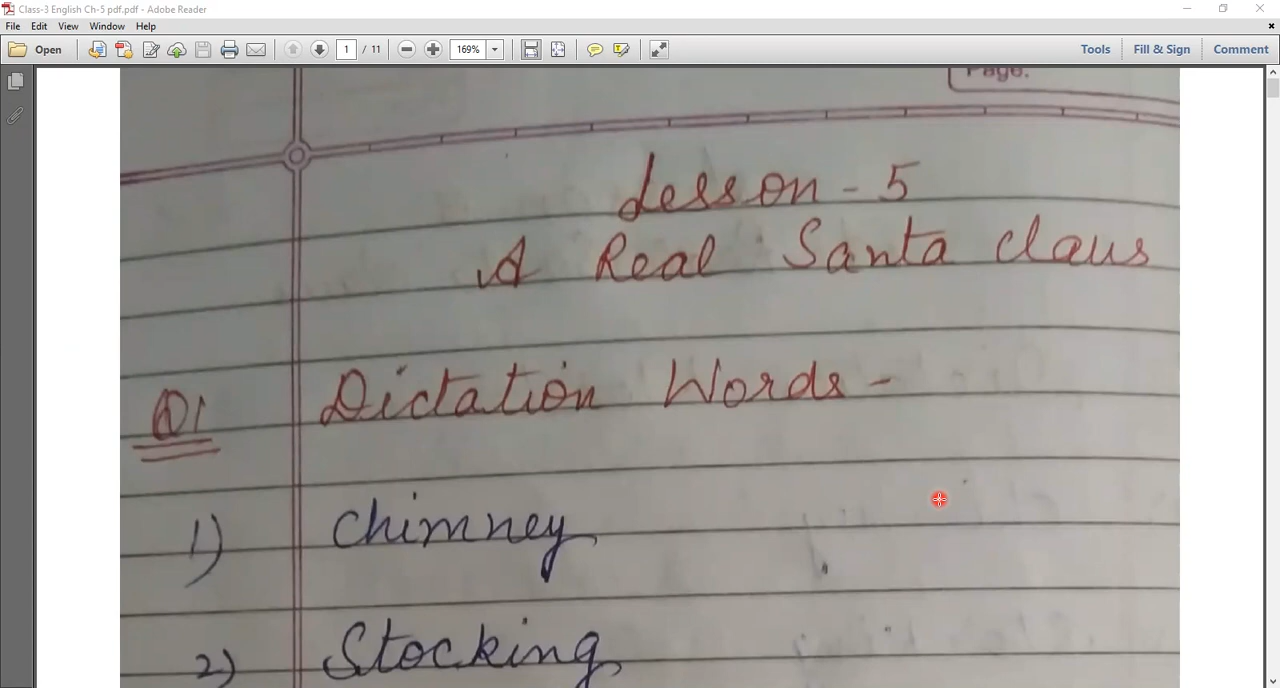 Class-3 English Ch-5 pdf.pdf - Adobe Reader
File Edit View Window Help
Open 1 / 11 169% Tools Fill & Sign Comment
Page.
Lesson - 5
A Real Santa Claus
Q1 Dictation Words -
1) Chimney
2) Stocking